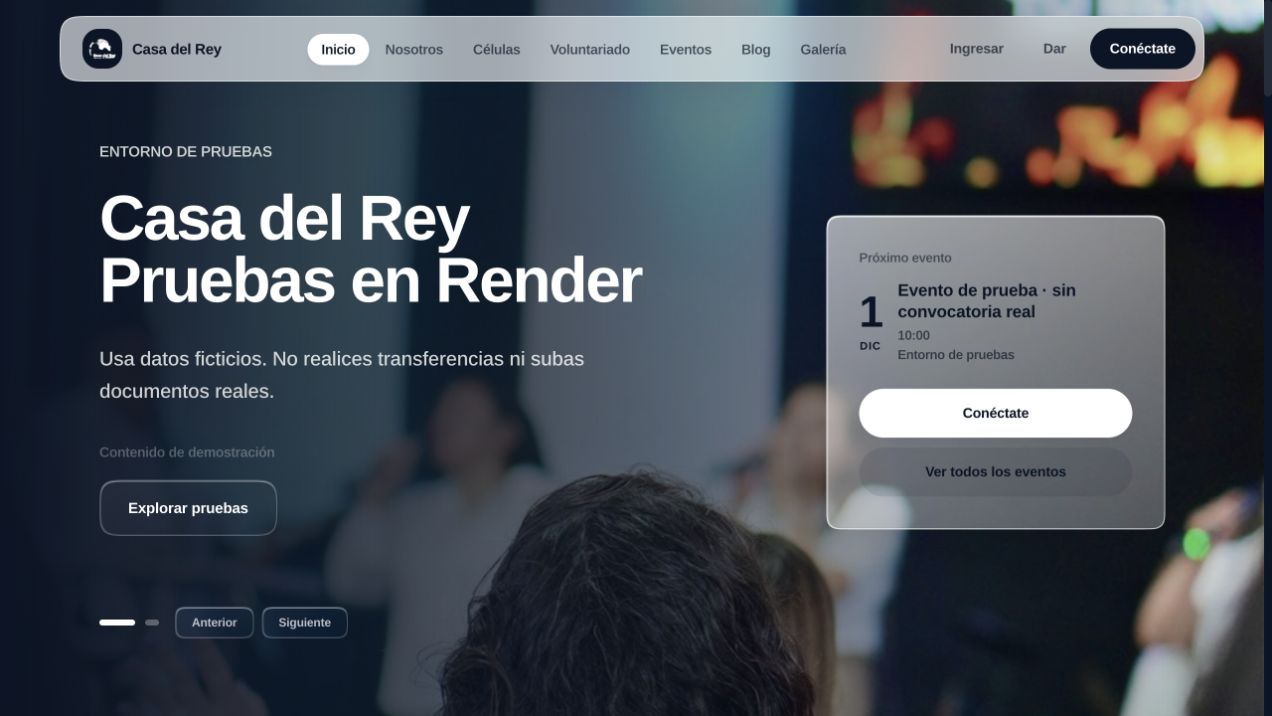 Casa del Rey
Inicio
Nosotros
Células
Voluntariado
Eventos
Blog
Galería
Ingresar
Dar
Conéctate
ENTORNO DE PRUEBAS
Casa del Rey
Pruebas en Render
Usa datos ficticios. No realices transferencias ni subas
documentos reales.
Contenido de demostración
Explorar pruebas
Anterior
Siguiente
Próximo evento
1
DIC
Evento de prueba · sin
convocatoria real
10:00
Entorno de pruebas
Conéctate
Ver todos los eventos